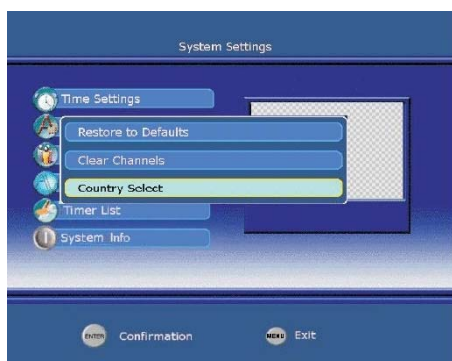 System Settings
Time Settings
Restore to Defaults
Clear Channels
Country Select
Timer List
System Info
ENTER Confirmation MENU Exit